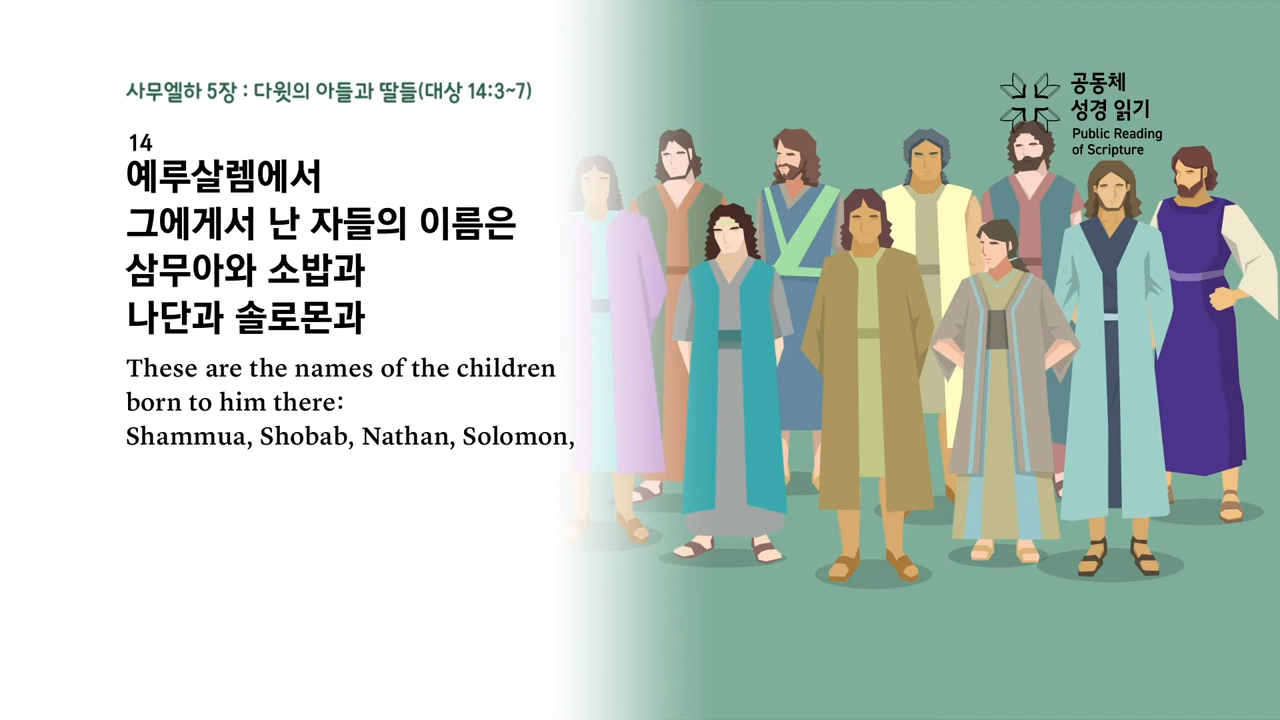 사무엘하 5장 : 다윗의 아들과 딸들(대상 14:3~7)
14
예루살렘에서
그에게서 난 자들의 이름은
삼무아와 소밥과
나단과 솔로몬과
These are the names of the children
born to him there:
Shammua, Shobab, Nathan, Solomon,
공동체
성경 읽기
Public Reading
of Scripture